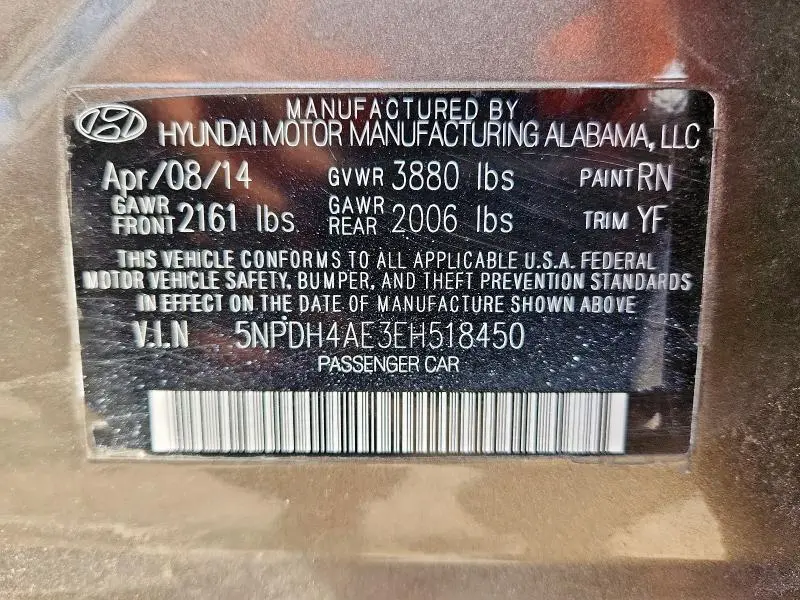 MANUFACTURED BY
HYUNDAI MOTOR MANUFACTURING ALABAMA, LLC
Apr/08/14 GVWR 3880 lbs PAINT RN
GAWR FRONT 2161 lbs. GAWR REAR 2006 lbs TRIM YF
THIS VEHICLE CONFORMS TO ALL APPLICABLE U.S.A. FEDERAL
MOTOR VEHICLE SAFETY, BUMPER, AND THEFT PREVENTION STANDARDS
IN EFFECT ON THE DATE OF MANUFACTURE SHOWN ABOVE
V.I.N 5NPDH4AE3EH518450
PASSENGER CAR